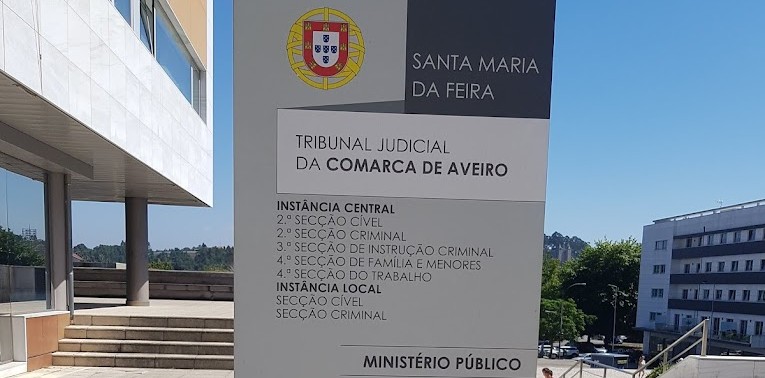 SANTA MARIA
DA FEIRA
TRIBUNAL JUDICIAL
DA COMARCA DE AVEIRO
INSTÂNCIA CENTRAL
2.ª SECÇÃO CÍVEL
2.ª SECÇÃO CRIMINAL
3.ª SECÇÃO DE INSTRUÇÃO CRIMINAL
4.ª SECÇÃO DE FAMÍLIA E MENORES
4.ª SECÇÃO DO TRABALHO
INSTÂNCIA LOCAL
SECÇÃO CÍVEL
SECÇÃO CRIMINAL
MINISTÉRIO PÚBLICO